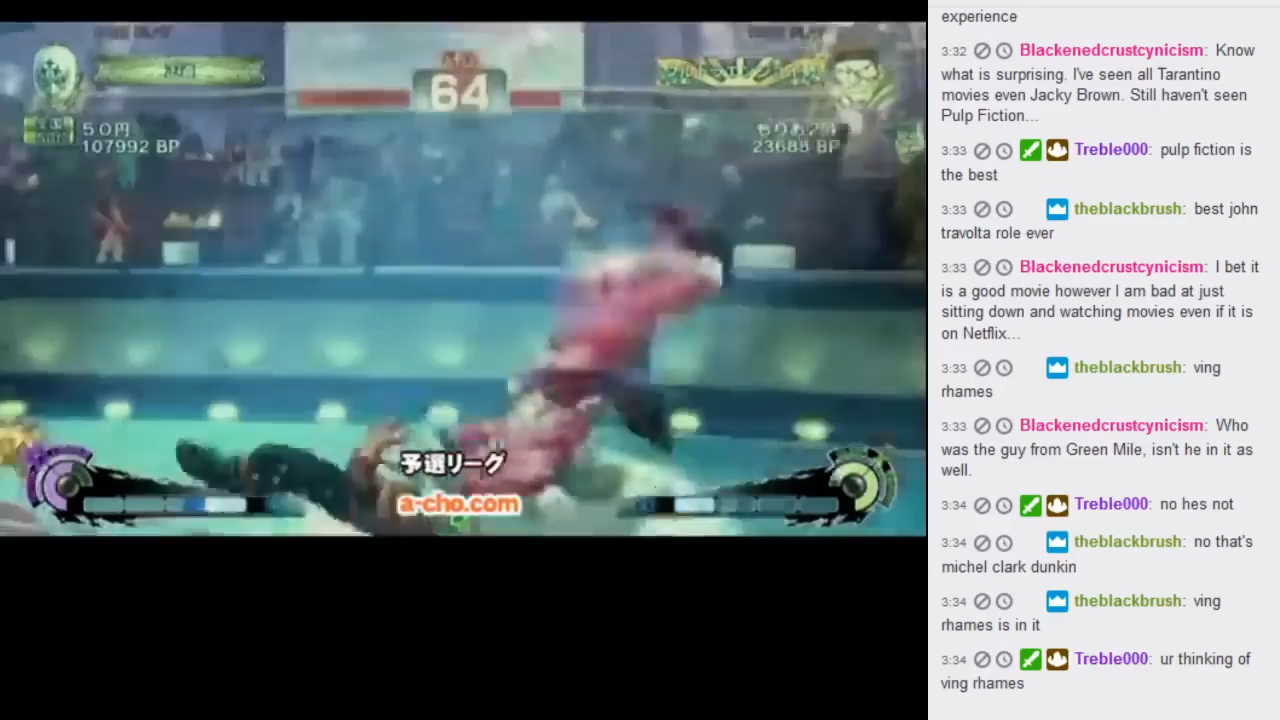 64
50円
107992 BP
23688 BP
予選リーグ
a-cho.com
experience
3:32 Blackenedcrustcynicism: Know
what is surprising. I've seen all Tarantino
movies even Jacky Brown. Still haven't seen
Pulp Fiction...
3:33 Treble000: pulp fiction is
the best
3:33 theblackbrush: best john
travolta role ever
3:33 Blackenedcrustcynicism: I bet it
is a good movie however I am bad at just
sitting down and watching movies even if it is
on Netflix...
3:33 theblackbrush: ving
rhames
3:33 Blackenedcrustcynicism: Who
was the guy from Green Mile, isn't he in it as
well.
3:34 Treble000: no hes not
3:34 theblackbrush: no that's
michel clark dunkin
3:34 theblackbrush: ving
rhames is in it
3:34 Treble000: ur thinking of
ving rhames